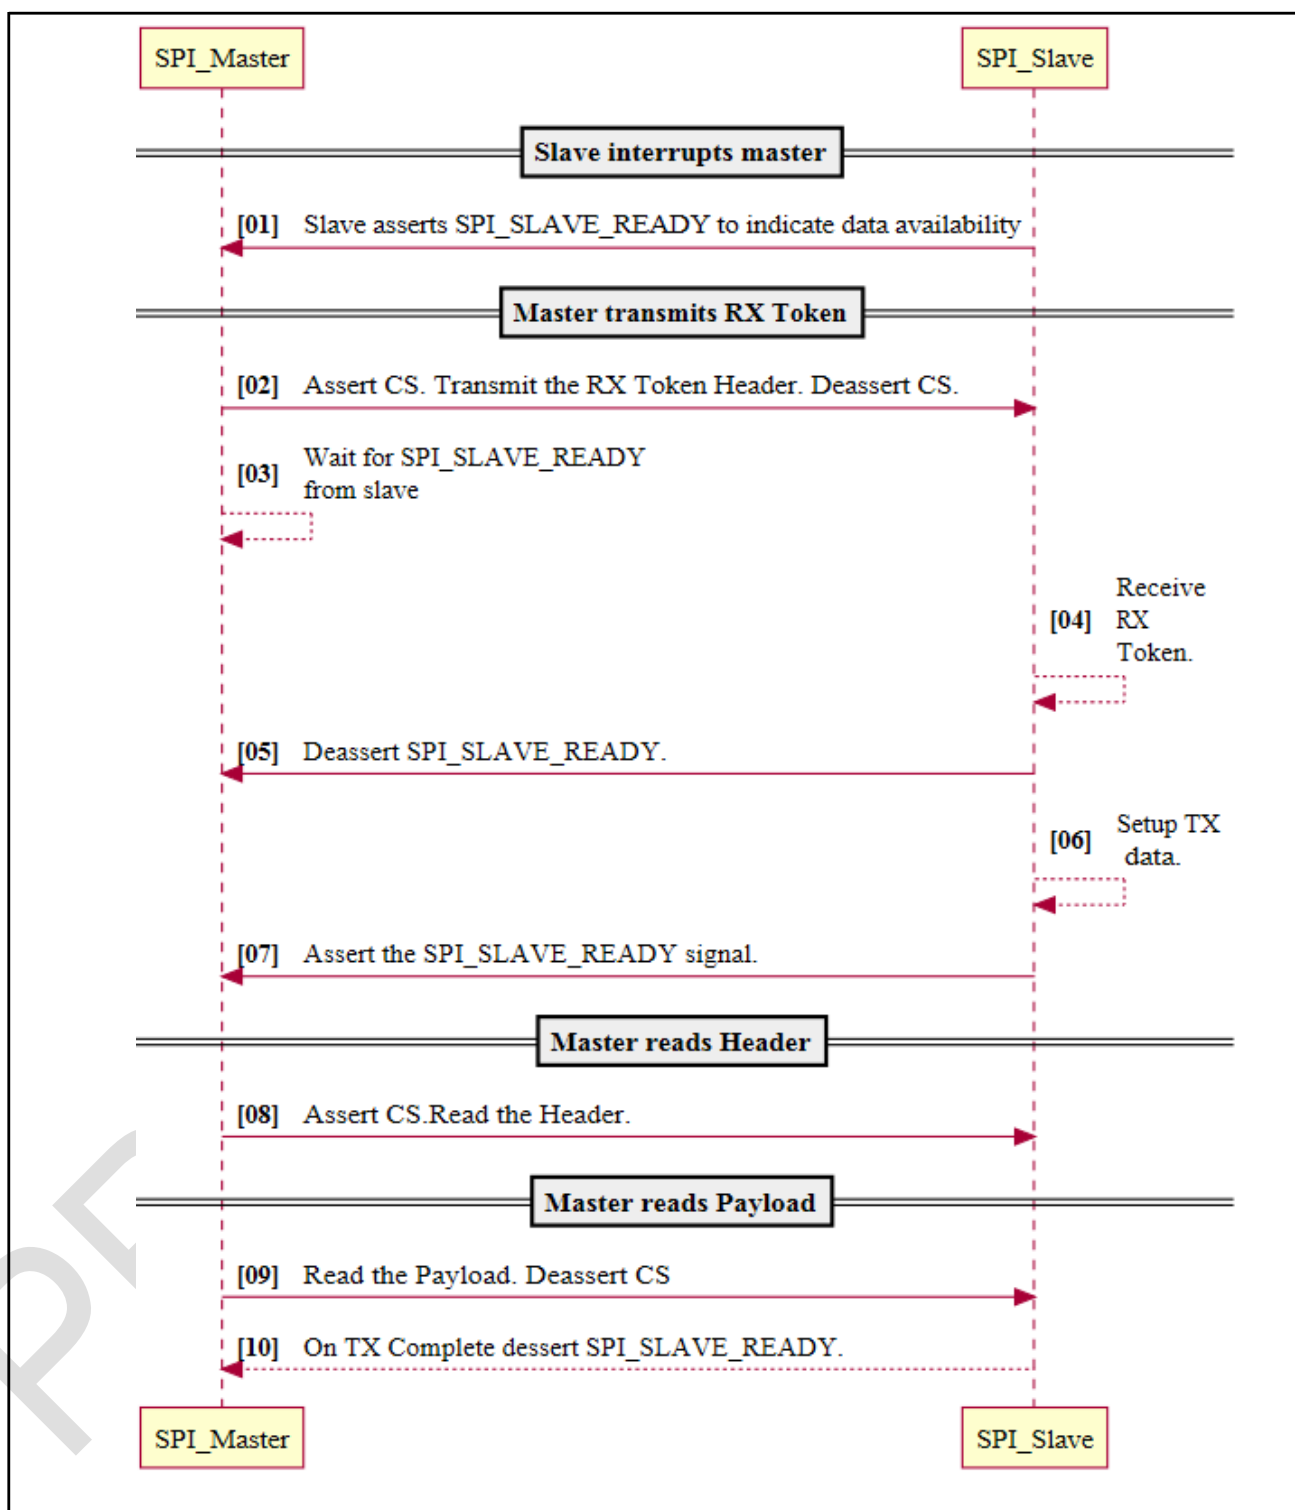 SPI_Master SPI_Slave
Slave interrupts master
[01] Slave asserts SPI_SLAVE_READY to indicate data availability
Master transmits RX Token
[02] Assert CS. Transmit the RX Token Header. Deassert CS.
[03] Wait for SPI_SLAVE_READY
from slave
Receive
[04] RX
Token.
[05] Deassert SPI_SLAVE_READY.
[06] Setup TX
data.
[07] Assert the SPI_SLAVE_READY signal.
Master reads Header
[08] Assert CS.Read the Header.
Master reads Payload
[09] Read the Payload. Deassert CS
[10] On TX Complete dessert SPI_SLAVE_READY.
SPI_Master SPI_Slave